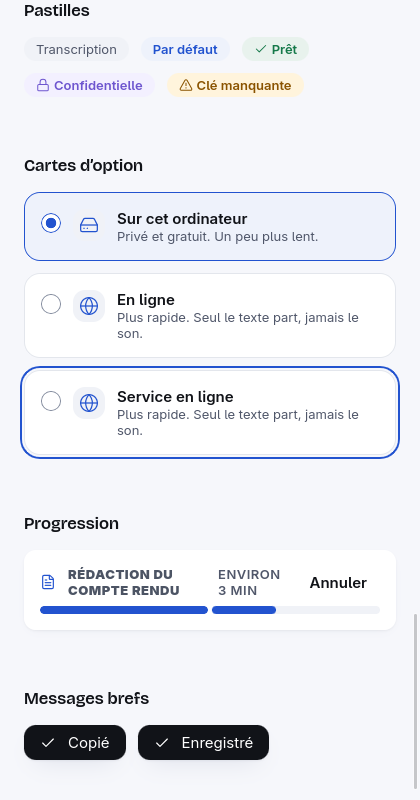 Pastilles
Transcription Par défaut Prêt
Confidentielle Clé manquante
Cartes d'option
Sur cet ordinateur
Privé et gratuit. Un peu plus lent.
En ligne
Plus rapide. Seul le texte part, jamais le
son.
Service en ligne
Plus rapide. Seul le texte part, jamais le
son.
Progression
RÉDACTION DU
COMPTE RENDU
ENVIRON
3 MIN
Annuler
Messages brefs
Copié Enregistré